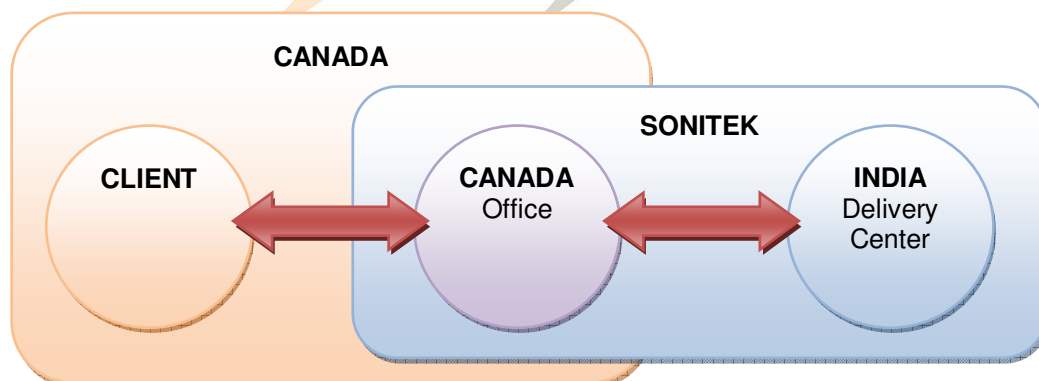 CANADA
SONITEK
CLIENT
CANADA
Office
INDIA
Delivery
Center